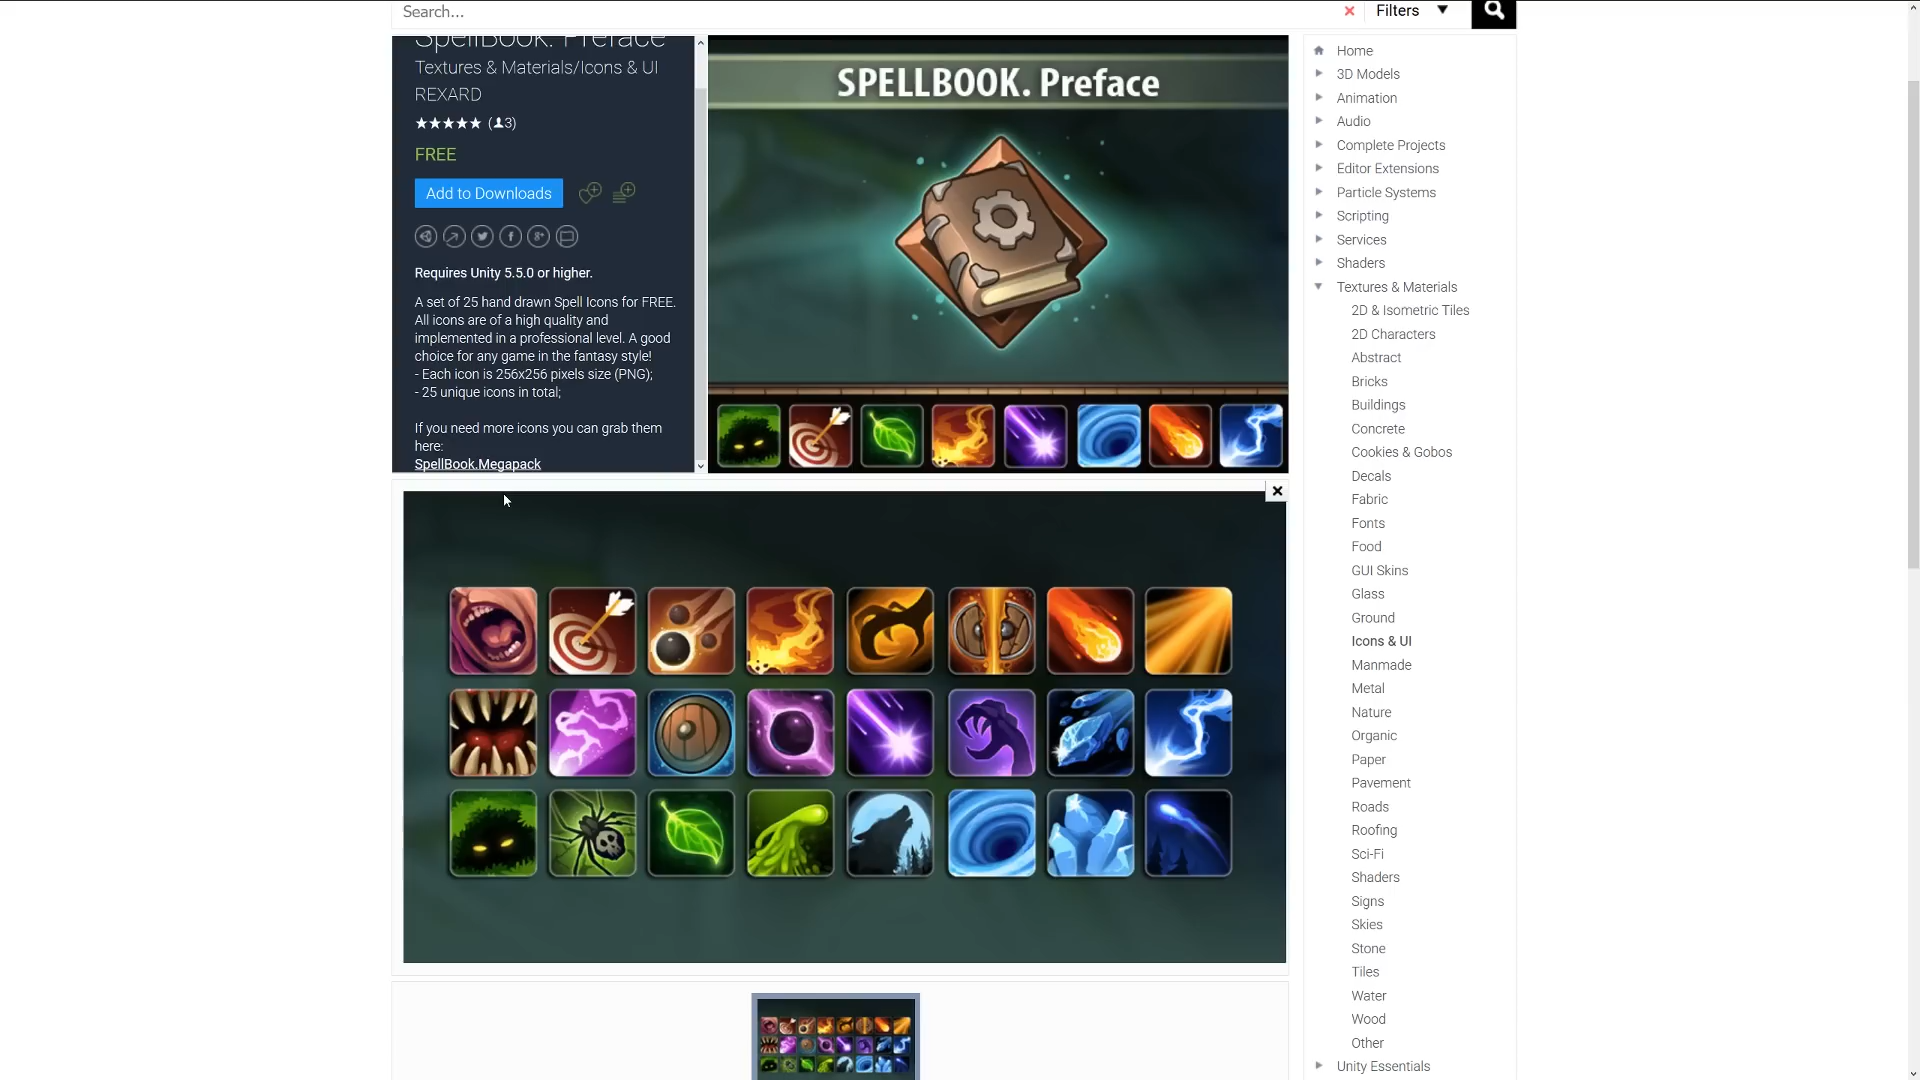 Search...
Filters
SpellBook. Preface
Textures & Materials/Icons & UI
REXARD
(3)
FREE
Add to Downloads
Requires Unity 5.5.0 or higher.
A set of 25 hand drawn Spell Icons for FREE.
All icons are of a high quality and
implemented in a professional level. A good
choice for any game in the fantasy style!
- Each icon is 256x256 pixels size (PNG);
- 25 unique icons in total;
If you need more icons you can grab them
here:
SpellBook.Megapack
SPELLBOOK. Preface
Home
3D Models
Animation
Audio
Complete Projects
Editor Extensions
Particle Systems
Scripting
Services
Shaders
Textures & Materials
2D & Isometric Tiles
2D Characters
Abstract
Bricks
Buildings
Concrete
Cookies & Gobos
Decals
Fabric
Fonts
Food
GUI Skins
Glass
Ground
Icons & UI
Manmade
Metal
Nature
Organic
Paper
Pavement
Roads
Roofing
Sci-Fi
Shaders
Signs
Skies
Stone
Tiles
Water
Wood
Other
Unity Essentials